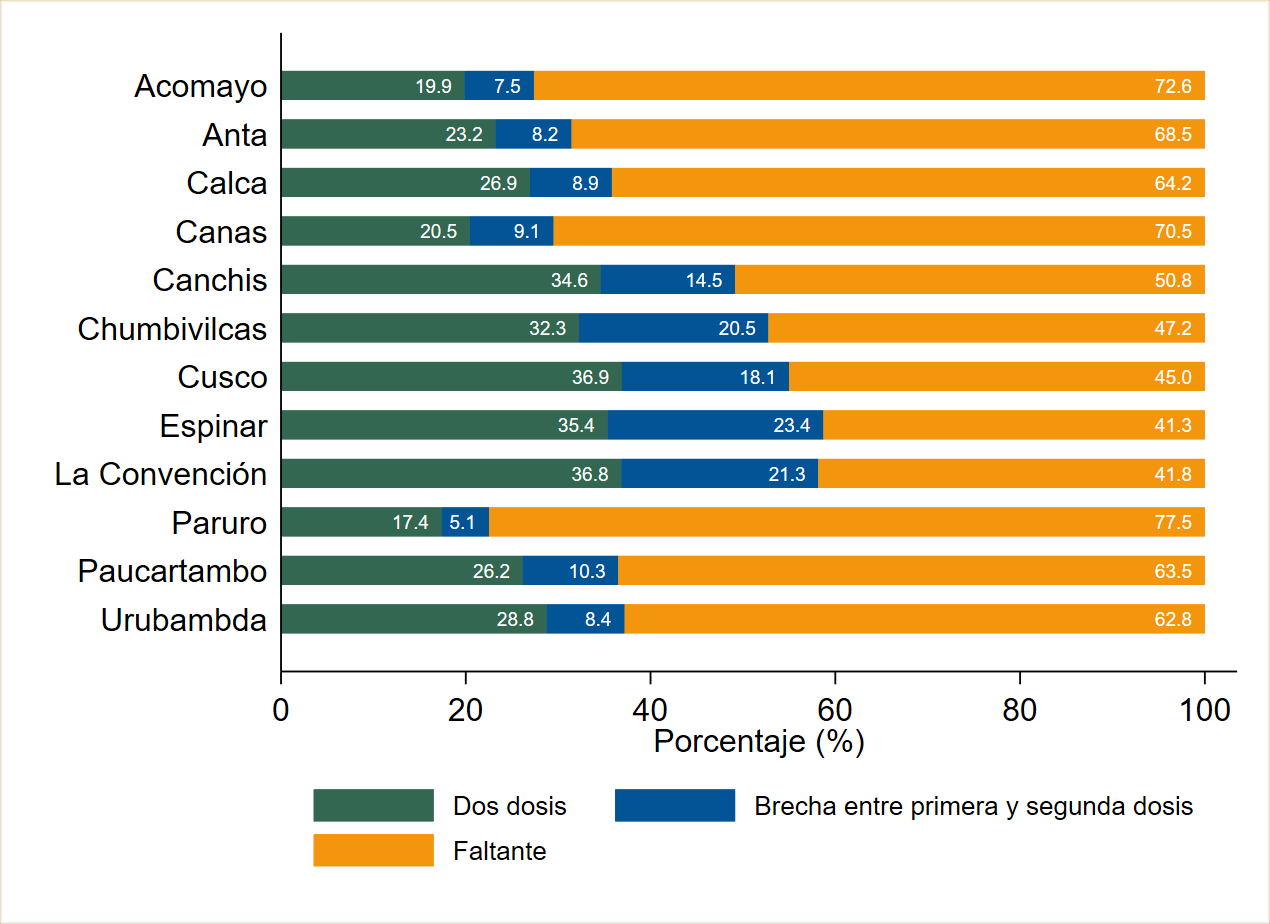 Acomayo 19.9 7.5 72.6
Anta 23.2 8.2 68.5
Calca 26.9 8.9 64.2
Canas 20.5 9.1 70.5
Canchis 34.6 14.5 50.8
Chumbivilcas 32.3 20.5 47.2
Cusco 36.9 18.1 45.0
Espinar 35.4 23.4 41.3
La Convención 36.8 21.3 41.8
Paruro 17.4 5.1 77.5
Paucartambo 26.2 10.3 63.5
Urubambda 28.8 8.4 62.8
0 20 40 60 80 100
Porcentaje (%)
Dos dosis Brecha entre primera y segunda dosis
Faltante